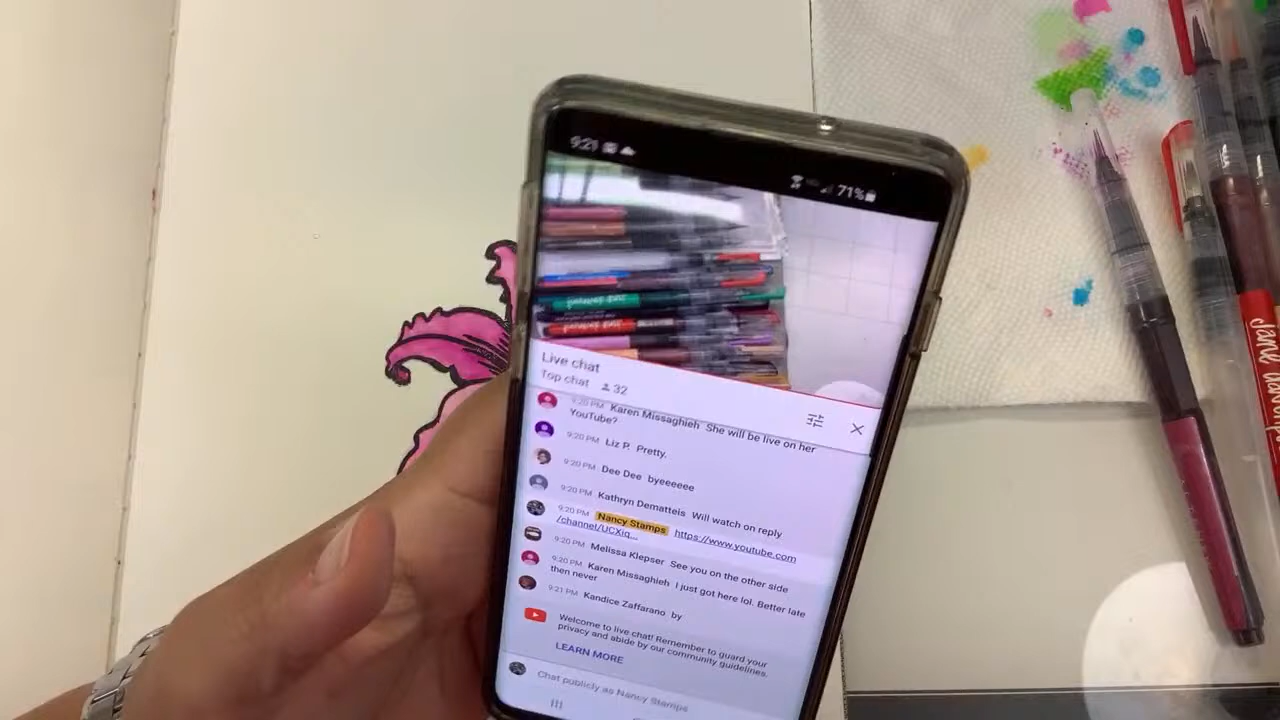 9:21
71%
Live chat
Top chat 32
9:20 PM Karen Missaghieh She will be live on her
YouTube?
9:20 PM Liz P. Pretty.
9:20 PM Dee Dee byeeeeee
9:20 PM Kathryn Dematteis Will watch on reply
9:20 PM Nancy Stamps https://www.youtube.com
/channel/UCXiq...
9:20 PM Melissa Klepser See you on the other side
9:20 PM Karen Missaghieh I just got here lol. Better late
then never
9:21 PM Kandice Zaffarano by
Welcome to live chat! Remember to guard your
privacy and abide by our community guidelines.
LEARN MORE
Chat publicly as Nancy Stamps
Jane